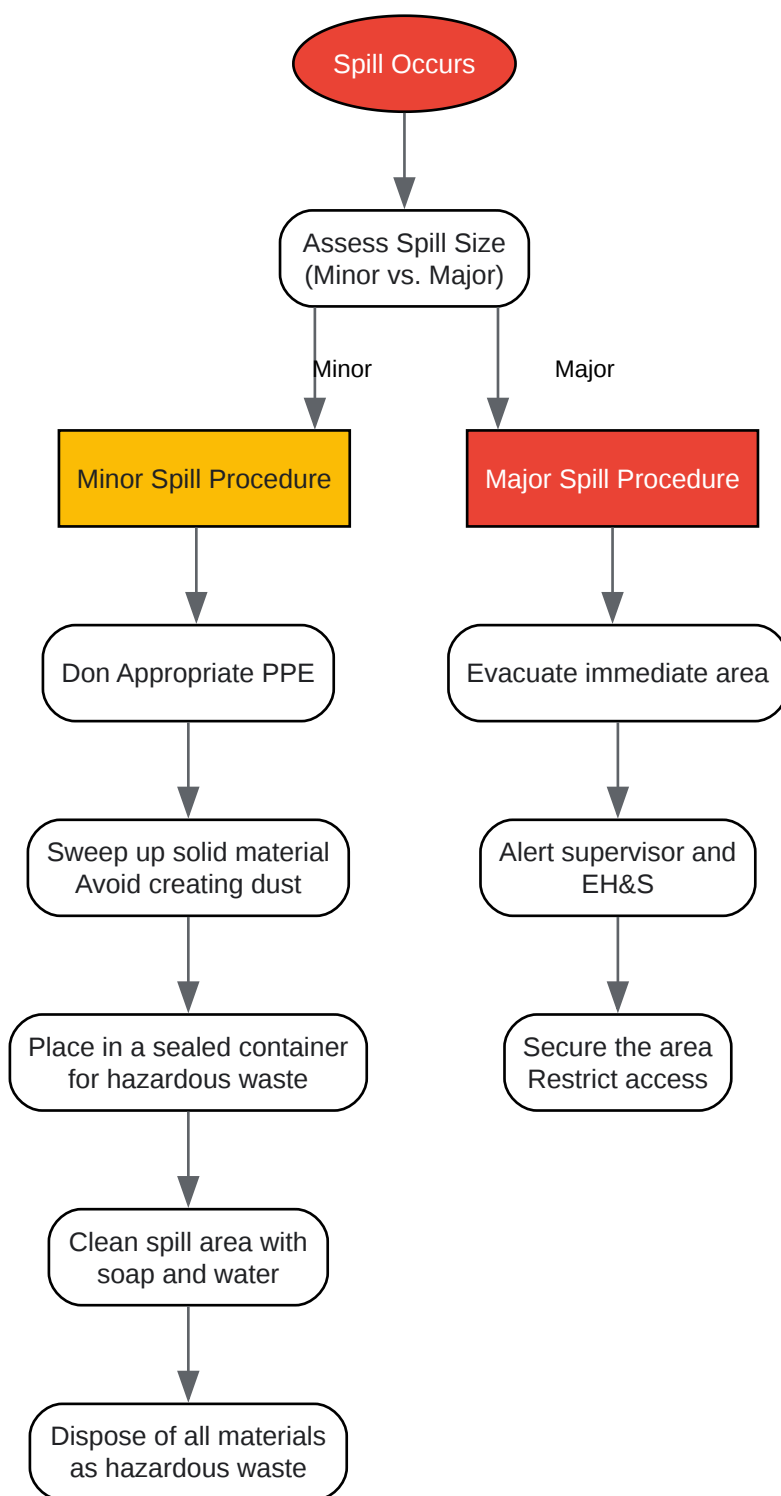 Spill Occurs
Assess Spill Size
(Minor vs. Major)
Minor
Major
Minor Spill Procedure
Major Spill Procedure
Don Appropriate PPE
Evacuate immediate area
Sweep up solid material
Avoid creating dust
Alert supervisor and
EH&S
Place in a sealed container
for hazardous waste
Secure the area
Restrict access
Clean spill area with
soap and water
Dispose of all materials
as hazardous waste